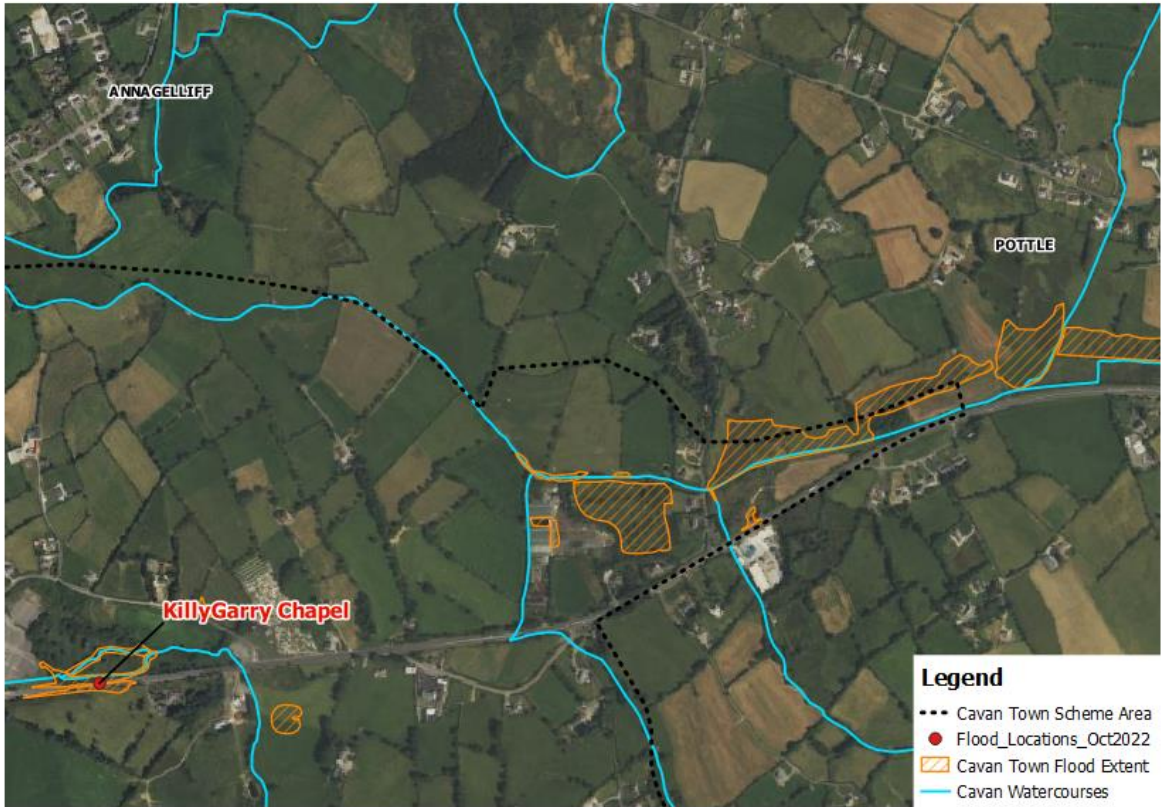 ANNAGELLIFF
POTTLE
KillyGarry Chapel
Legend
Cavan Town Scheme Area
Flood_Locations_Oct2022
Cavan Town Flood Extent
Cavan Watercourses